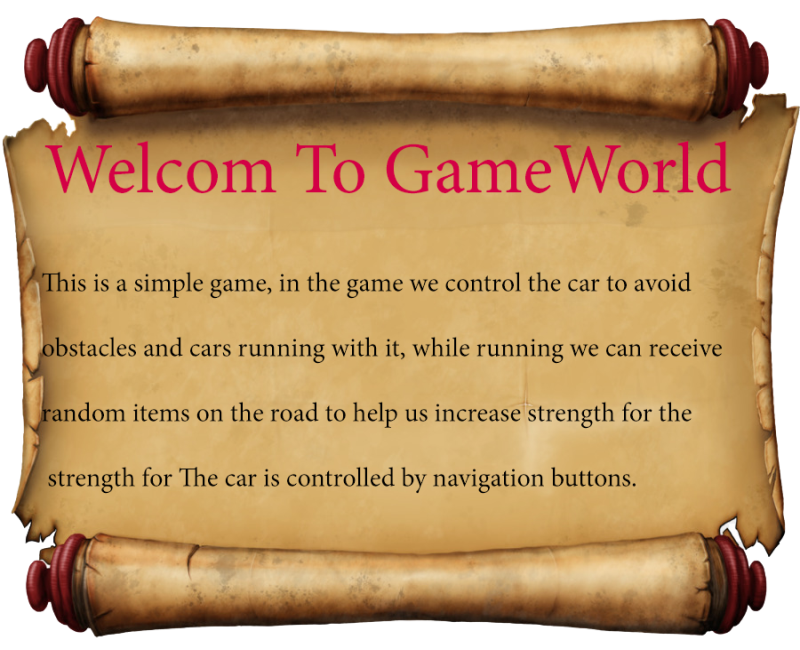 Welcom To GameWorld
This is a simple game, in the game we control the car to avoid
obstacles and cars running with it, while running we can receive
random items on the road to help us increase strength for the
strength for The car is controlled by navigation buttons.